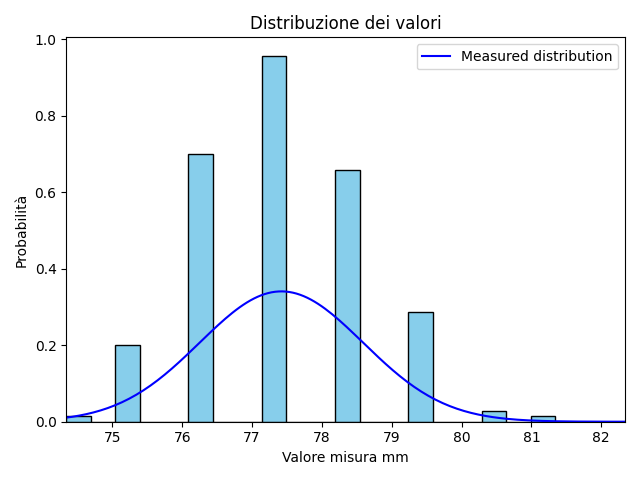 Distribuzione dei valori
Measured distribution
1.0
0.8
0.6
0.4
0.2
0.0
Probabilità
75 76 77 78 79 80 81 82
Valore misura mm